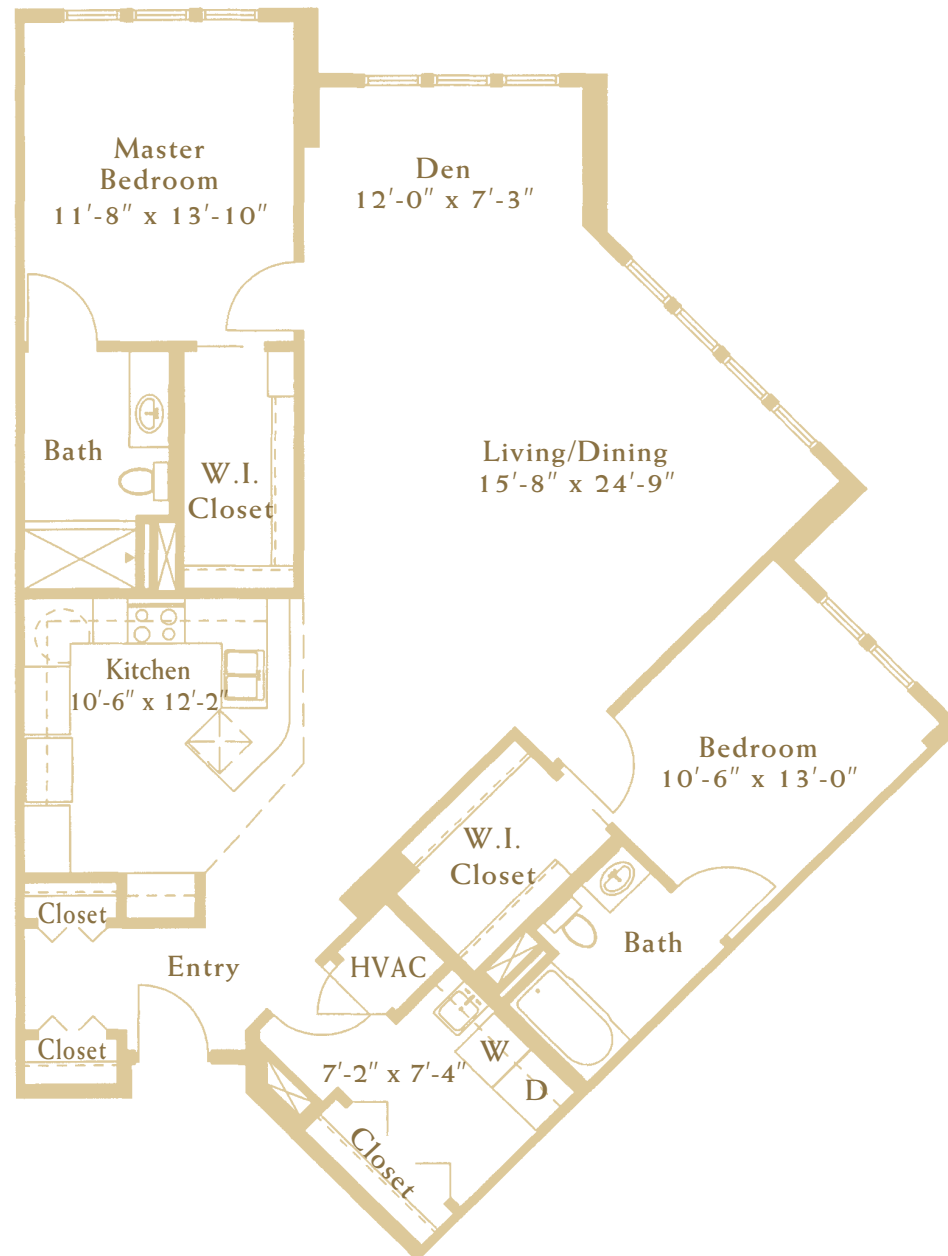 Master
Bedroom
11'-8" x 13'-10"
Den
12'-0" x 7'-3"
Bath
W.I.
Closet
Living/Dining
15'-8" x 24'-9"
Kitchen
10'-6" x 12'-2"
Bedroom
10'-6" x 13'-0"
W.I.
Closet
Bath
Closet
Entry
HVAC
Closet
W
7'-2" x 7'-4"
D
Closet